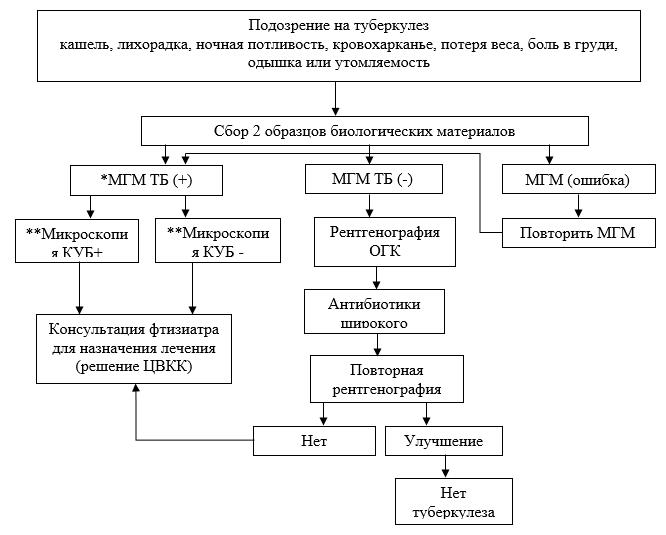 Подозрение на туберкулез
кашель, лихорадка, ночная потливость, кровохарканье, потеря веса, боль в груди,
одышка или утомляемость
Сбор 2 образцов биологических материалов
*МГМ ТБ (+)
МГМ ТБ (-)
МГМ (ошибка)
**Микроскопи
я КУБ+
**Микроскопи
я КУБ -
Рентгенография
ОГК
Повторить МГМ
Антибиотики
широкого
Консультация фтизиатра
для назначения лечения
(решение ЦВКК)
Повторная
рентгенография
Нет
Улучшение
Нет
туберкулеза